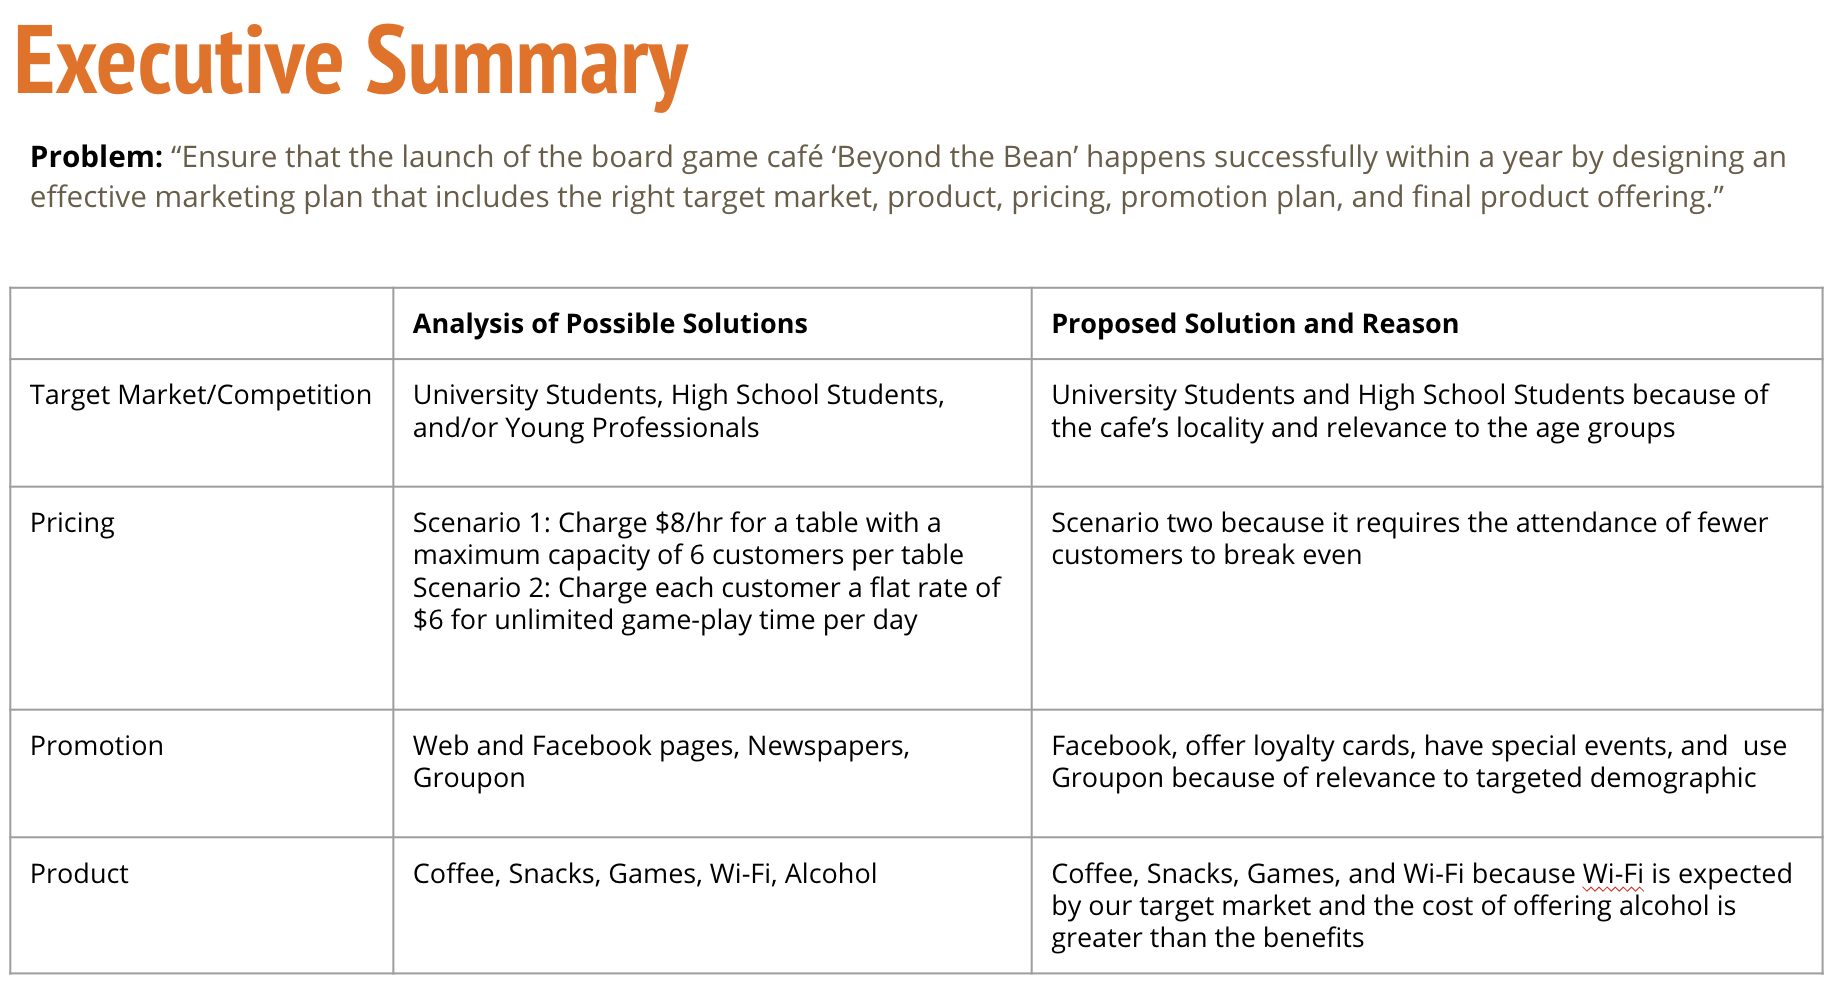 Executive Summary
Problem: “Ensure that the launch of the board game café ‘Beyond the Bean’ happens successfully within a year by designing an
effective marketing plan that includes the right target market, product, pricing, promotion plan, and final product offering.”
Analysis of Possible Solutions
Proposed Solution and Reason
Target Market/Competition
University Students, High School Students,
and/or Young Professionals
University Students and High School Students because of
the cafe’s locality and relevance to the age groups
Pricing
Scenario 1: Charge $8/hr for a table with a
maximum capacity of 6 customers per table
Scenario 2: Charge each customer a flat rate of
$6 for unlimited game-play time per day
Scenario two because it requires the attendance of fewer
customers to break even
Promotion
Web and Facebook pages, Newspapers,
Groupon
Facebook, offer loyalty cards, have special events, and  use
Groupon because of relevance to targeted demographic
Product
Coffee, Snacks, Games, Wi-Fi, Alcohol
Coffee, Snacks, Games, and Wi-Fi because Wi-Fi is expected
by our target market and the cost of offering alcohol is
greater than the benefits